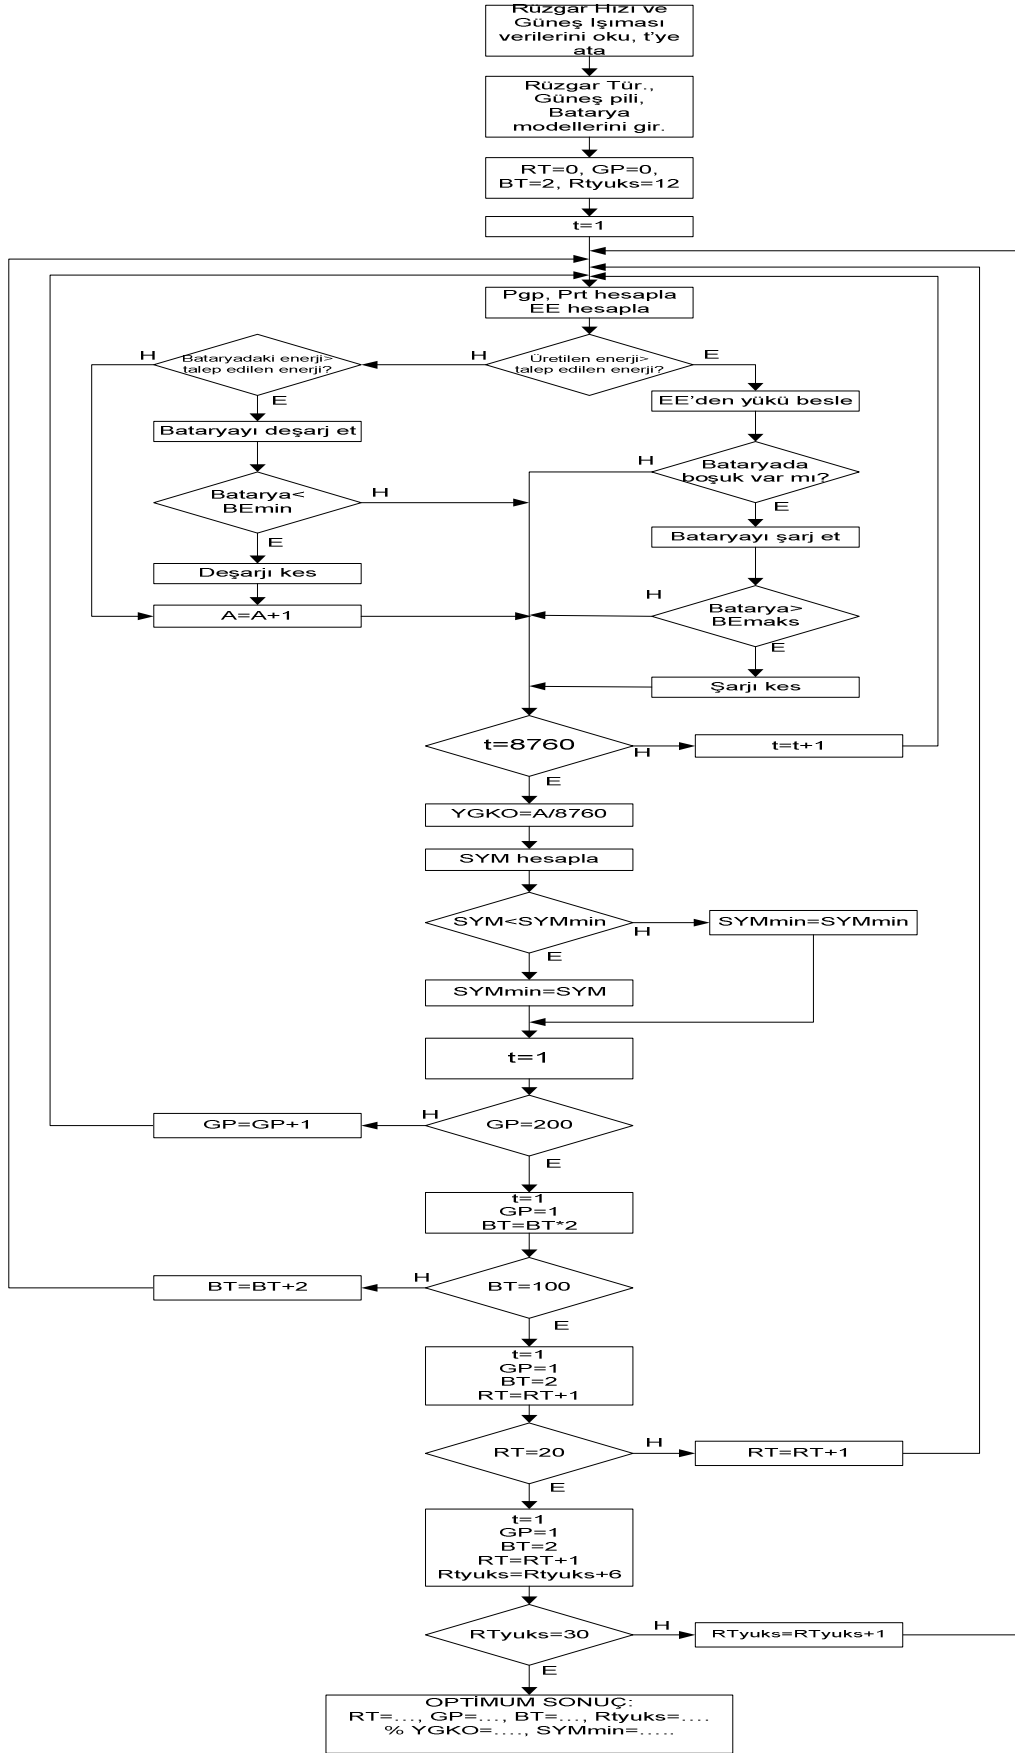 Rüzgar Hızı ve
Güneş Işıması
verilerini oku, t'ye
ata
Rüzgar Tür.,
Güneş pili,
Batarya
modellerini gir.
RT=0, GP=0,
BT=2, Rtyuks=12
t=1
Pgp, Prt hesapla
EE hesapla
H
Bataryadaki enerji>
talep edilen enerji?
H
Üretilen enerji>
talep edilen enerji?
E
E
EE'den yükü besle
Bataryayı deşarj et
H
Bataryada
boşuk var mı?
Batarya<
BEmin
H
E
Bataryayı şarj et
E
Deşarjı kes
H
Batarya>
BEmaks
A=A+1
E
Şarjı kes
t=8760
H
t=t+1
E
YGKO=A/8760
SYM hesapla
SYM<SYMmin
H
SYMmin=SYMmin
E
SYMmin=SYM
t=1
GP=GP+1
H
GP=200
E
t=1
GP=1
BT=BT*2
BT=BT+2
H
BT=100
E
t=1
GP=1
BT=2
RT=RT+1
RT=20
H
RT=RT+1
E
t=1
GP=1
BT=2
RT=RT+1
Rtyuks=Rtyuks+6
RTyuks=30
H
RTyuks=RTyuks+1
E
OPTİMUM SONUÇ:
RT=..., GP=..., BT=..., Rtyuks=....
% YGKO=...., SYMmin=.....